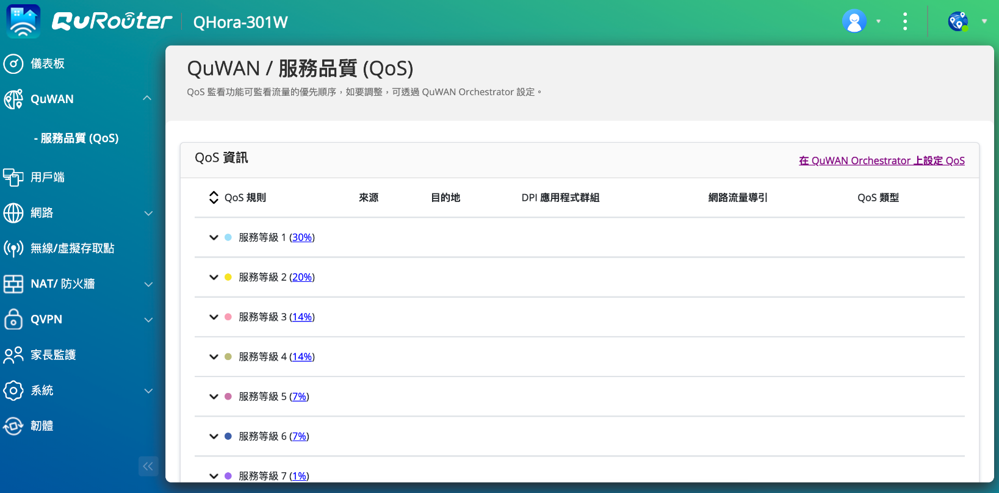 QuRouter
QHora-301W
儀表板
QuWAN
- 服務品質 (QoS)
用戶端
網路
無線/虛擬存取點
NAT/ 防火牆
QVPN
家長監護
系統
韌體
QuWAN / 服務品質 (QoS)
QoS 監看功能可監看流量的優先順序，如要調整，可透過 QuWAN Orchestrator 設定。
QoS 資訊
在 QuWAN Orchestrator 上設定 QoS
QoS 規則 來源 目的地 DPI 應用程式群組 網路流量導引 QoS 類型
服務等級 1 (30%)
服務等級 2 (20%)
服務等級 3 (14%)
服務等級 4 (14%)
服務等級 5 (7%)
服務等級 6 (7%)
服務等級 7 (1%)